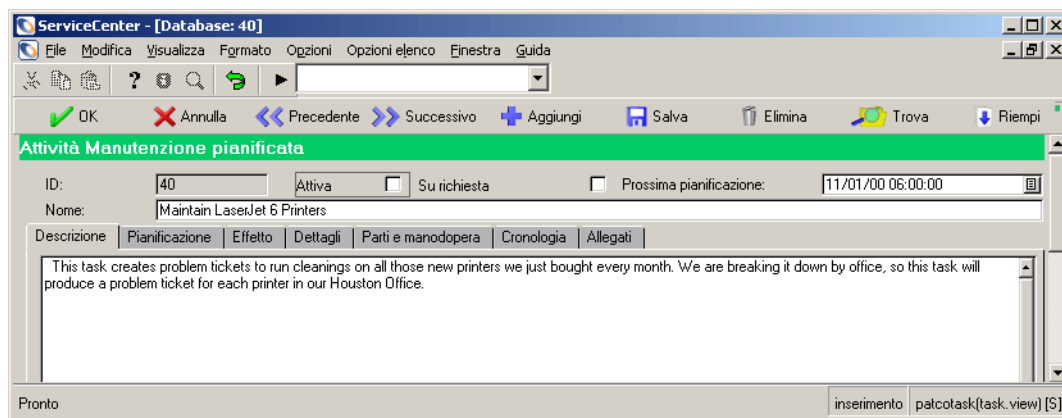 ServiceCenter - [Database: 40]
File Modifica Visualizza Formato Opzioni Opzioni elenco Finestra Guida
OK Annulla Precedente Successivo Aggiungi Salva Elimina Trova Riempi
Attività Manutenzione pianificata
ID: 40 Attiva Su richiesta Prossima pianificazione: 11/01/00 06:00:00
Nome: Maintain LaserJet 6 Printers
Descrizione Pianificazione Effetto Dettagli Parti e manodopera Cronologia Allegati
This task creates problem tickets to run cleanings on all those new printers we just bought every month. We are breaking it down by office, so this task will
produce a problem ticket for each printer in our Houston Office.
Pronto inserimento patcotask(task.view) [S]